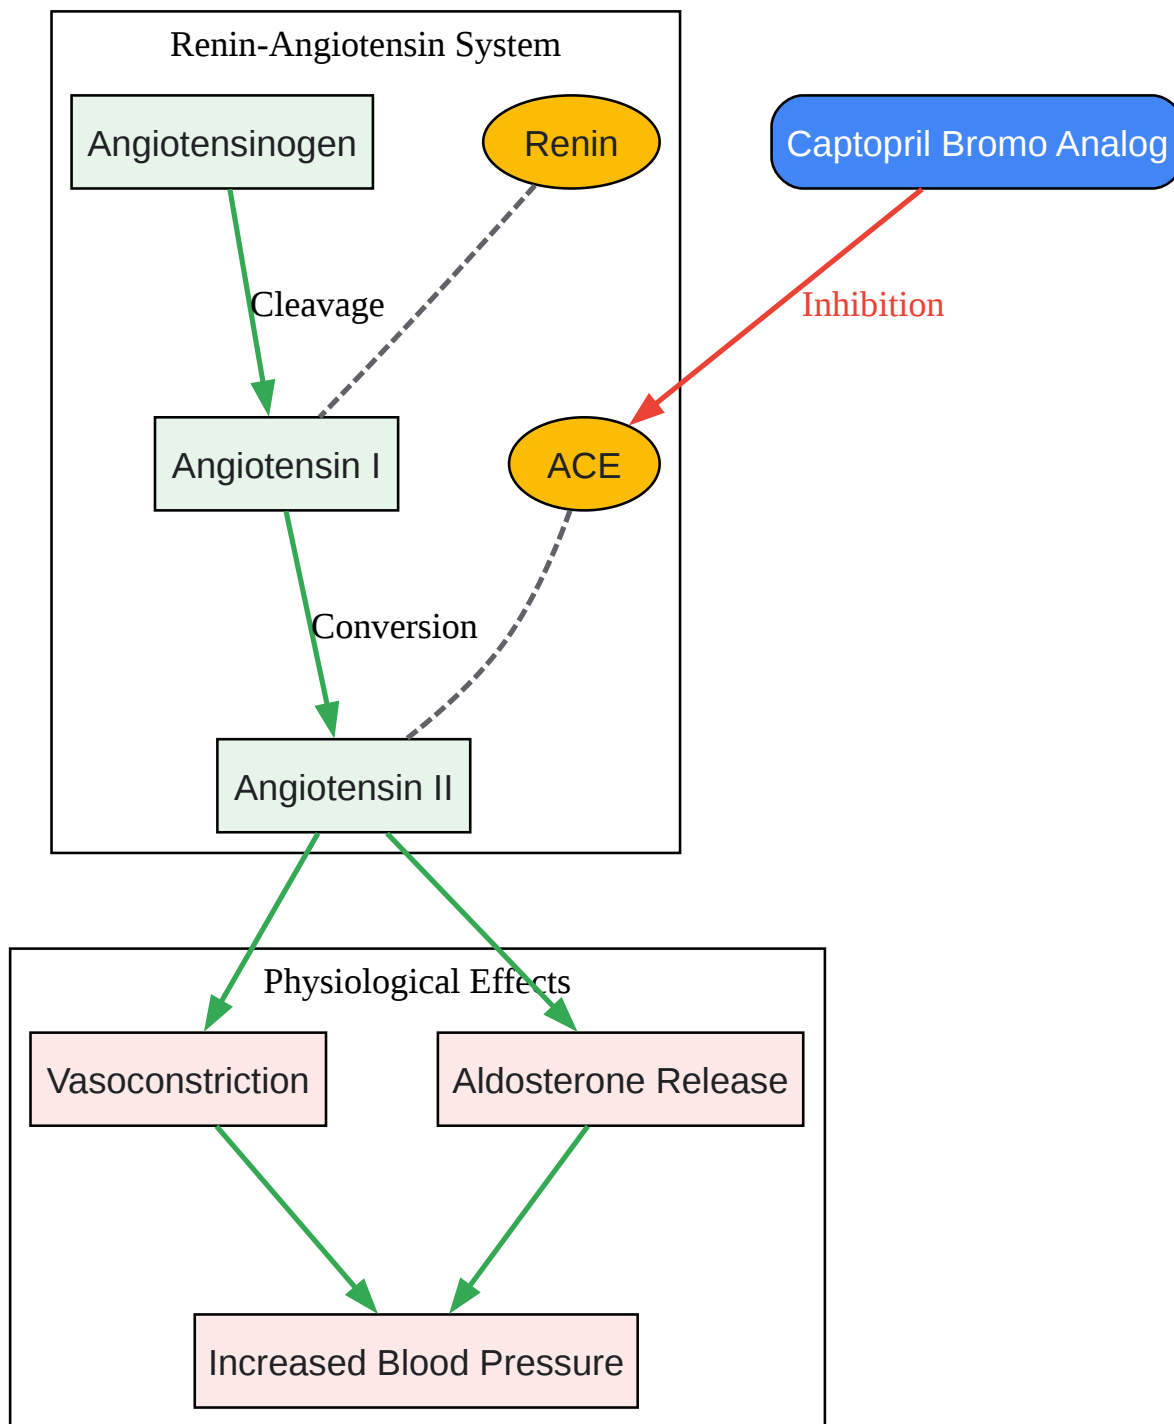 Renin-Angiotensin System
Angiotensinogen
Renin
Captopril Bromo Analog
Cleavage
Inhibition
Angiotensin I
ACE
Conversion
Angiotensin II
Physiological Effects
Vasoconstriction
Aldosterone Release
Increased Blood Pressure